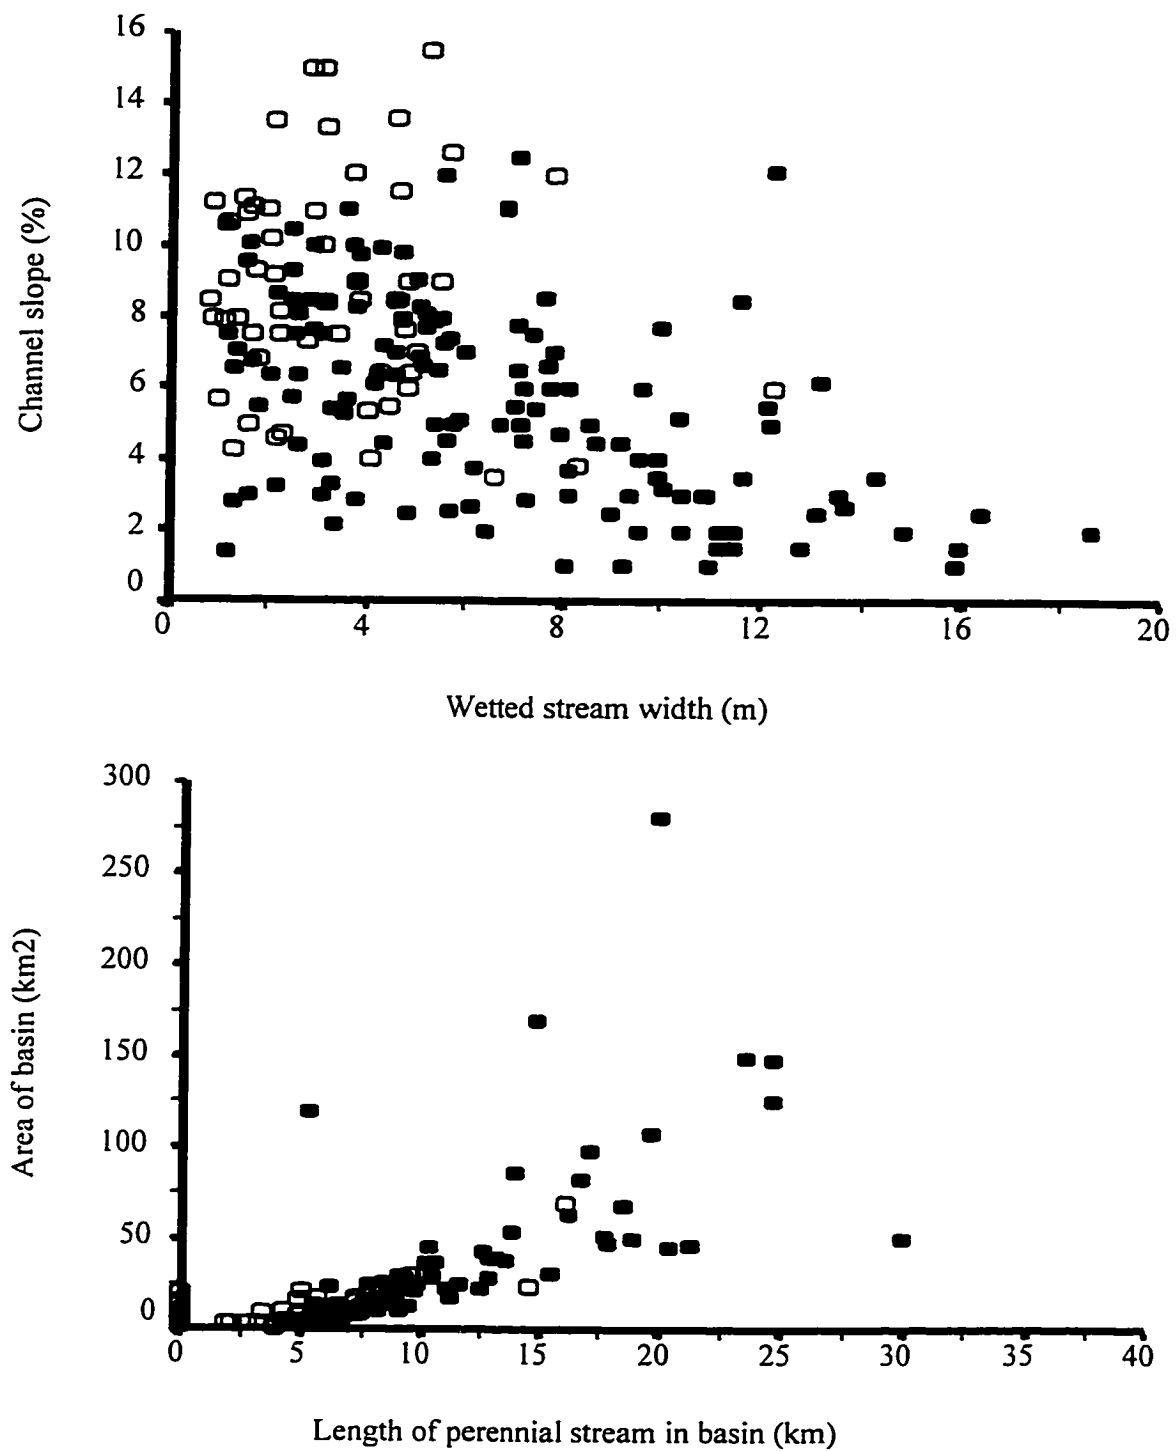 16
14
12
10
8
6
4
2
0
Channel slope (%)
0 4 8 12 16 20
Wetted stream width (m)
300
250
200
150
100
50
0
Area of basin (km2)
0 5 10 15 20 25 30 35 40
Length of perennial stream in basin (km)